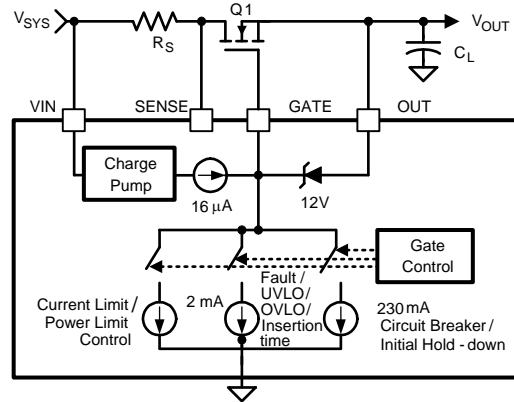 Q1
VSYS
RS
VOUT
CL
VIN
SENSE
GATE
OUT
Charge
Pump
16 μA
12V
Gate
Control
Current Limit /
Power Limit
Control
2 mA
Fault /
UVLO/
OVLO/
Insertion
time
230mA
Circuit Breaker /
Initial Hold - down